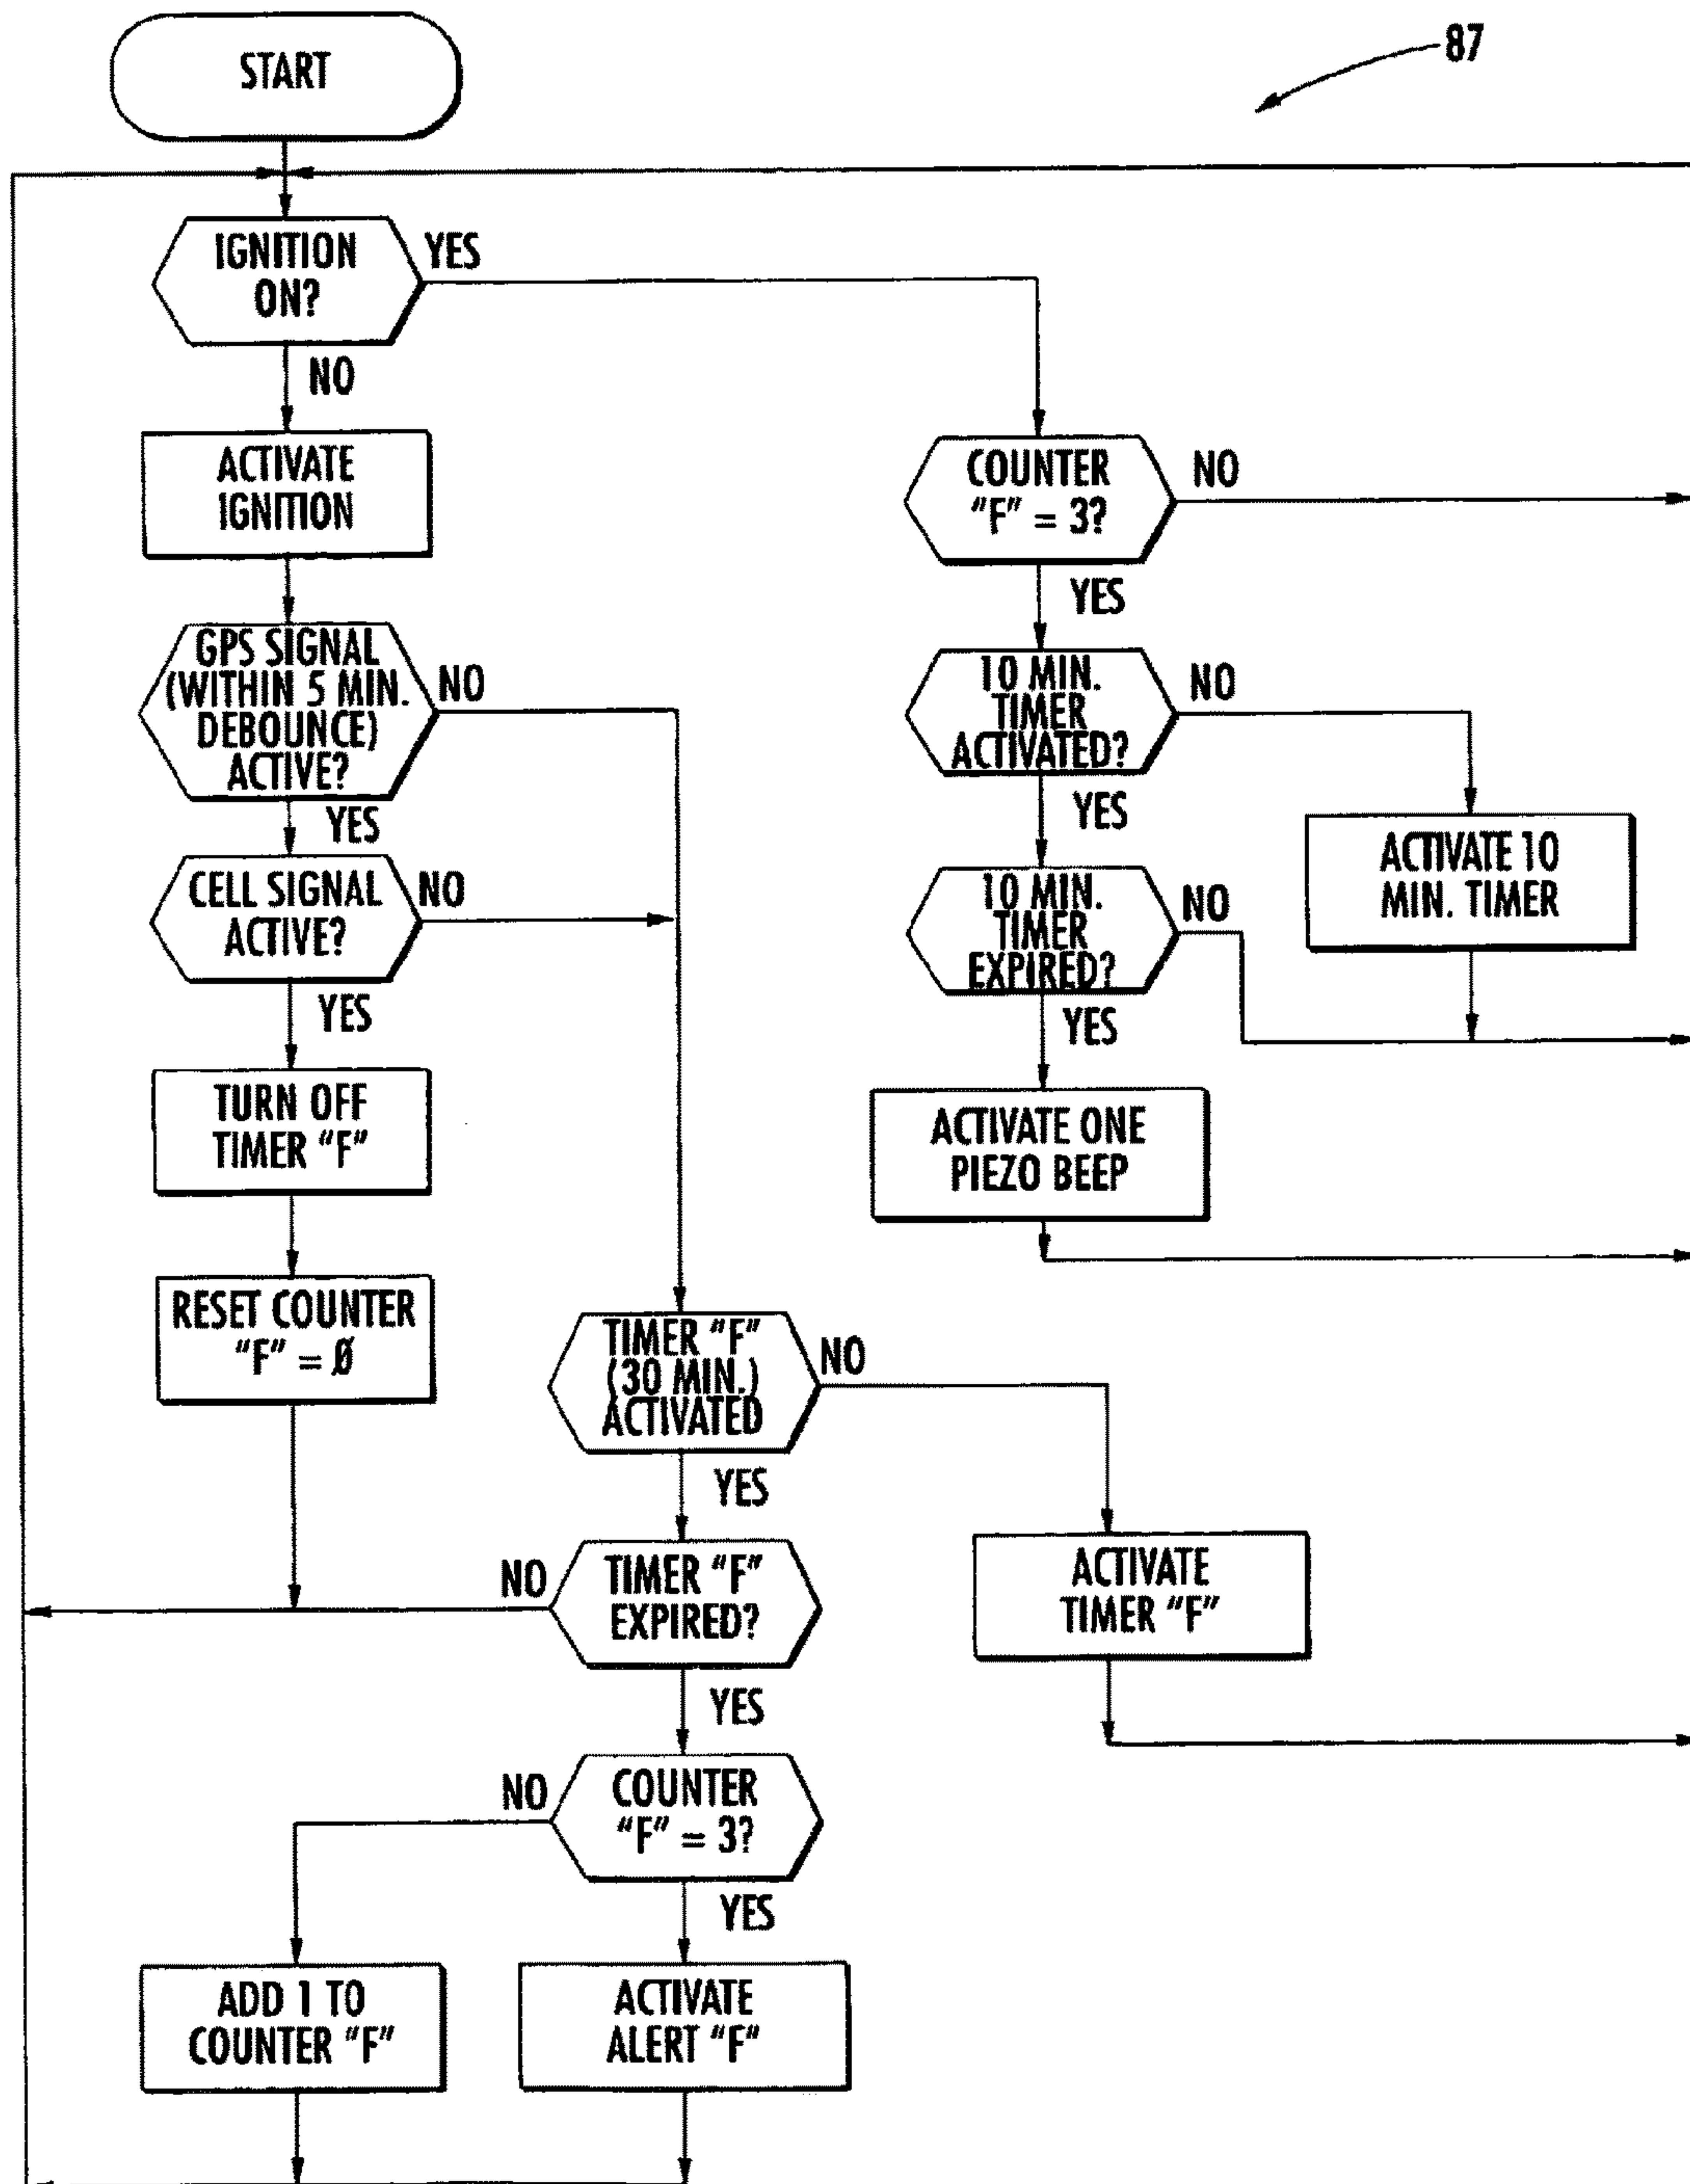 START
87
IGNITION
ON?
YES
NO
ACTIVATE
IGNITION
GPS SIGNAL
(WITHIN 5 MIN.
DEBOUNCE)
ACTIVE?
NO
YES
CELL SIGNAL
ACTIVE?
NO
YES
TURN OFF
TIMER "F"
RESET COUNTER
"F" = Ø
COUNTER
"F" = 3?
NO
YES
10 MIN.
TIMER
ACTIVATED?
NO
YES
ACTIVATE 10
MIN. TIMER
10 MIN.
TIMER
EXPIRED?
NO
YES
ACTIVATE ONE
PIEZO BEEP
TIMER "F"
(30 MIN.)
ACTIVATED
NO
YES
ACTIVATE
TIMER "F"
TIMER "F"
EXPIRED?
NO
YES
COUNTER
"F" = 3?
NO
YES
ADD 1 TO
COUNTER "F"
ACTIVATE
ALERT "F"